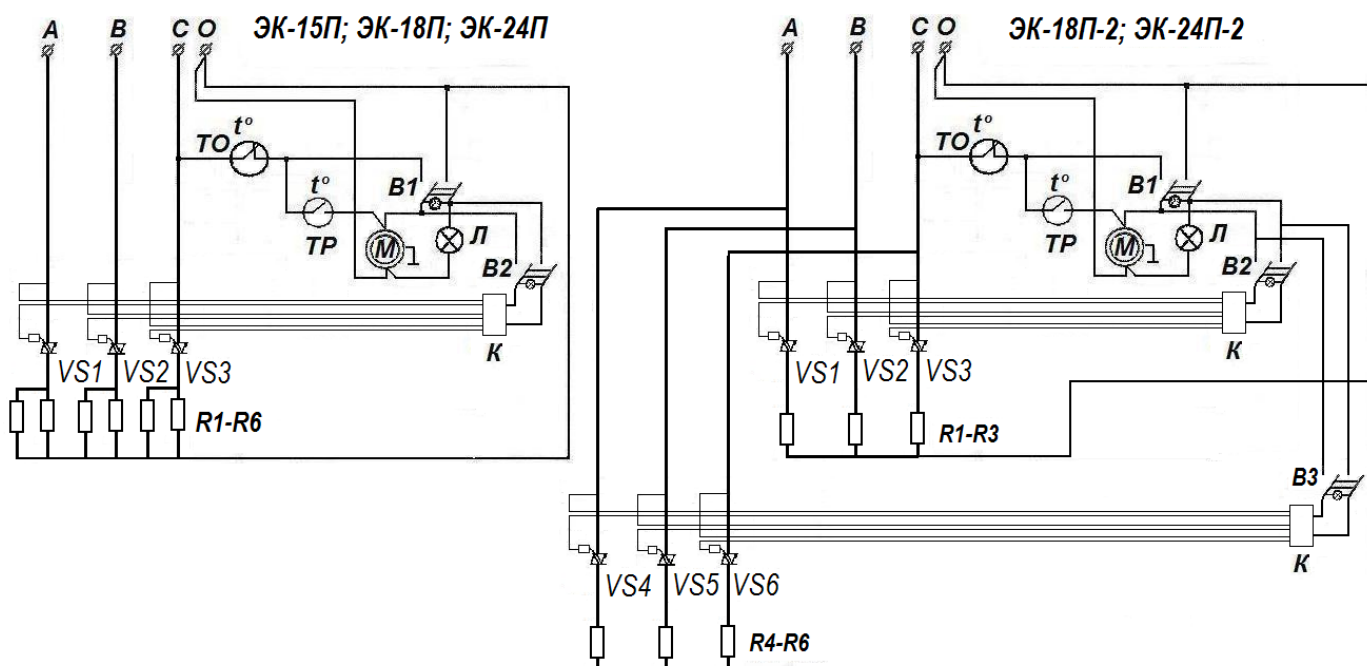 ЭК-15П; ЭК-18П; ЭК-24П
A B C O
t°
TO
B1
t°
TP
M
Л
B2
К
VS1 VS2 VS3
R1-R6
ЭК-18П-2; ЭК-24П-2
A B C O
t°
TO
B1
t°
TP
M
Л
B2
К
VS1 VS2 VS3
R1-R3
B3
К
VS4 VS5 VS6
R4-R6